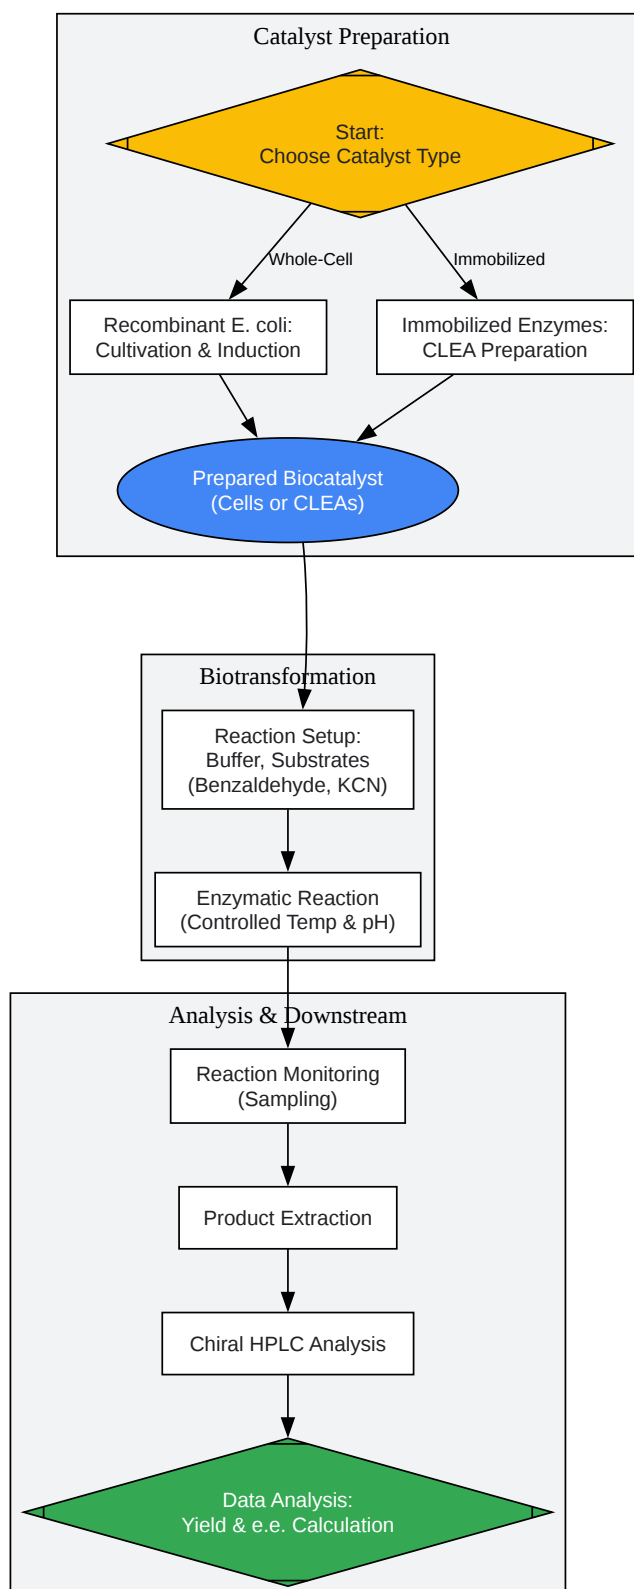 Catalyst Preparation
Start:
Choose Catalyst Type
Whole-Cell
Immobilized
Recombinant E. coli:
Cultivation & Induction
Immobilized Enzymes:
CLEA Preparation
Prepared Biocatalyst
(Cells or CLEAs)
Biotransformation
Reaction Setup:
Buffer, Substrates
(Benzaldehyde, KCN)
Enzymatic Reaction
(Controlled Temp & pH)
Analysis & Downstream
Reaction Monitoring
(Sampling)
Product Extraction
Chiral HPLC Analysis
Data Analysis:
Yield & e.e. Calculation